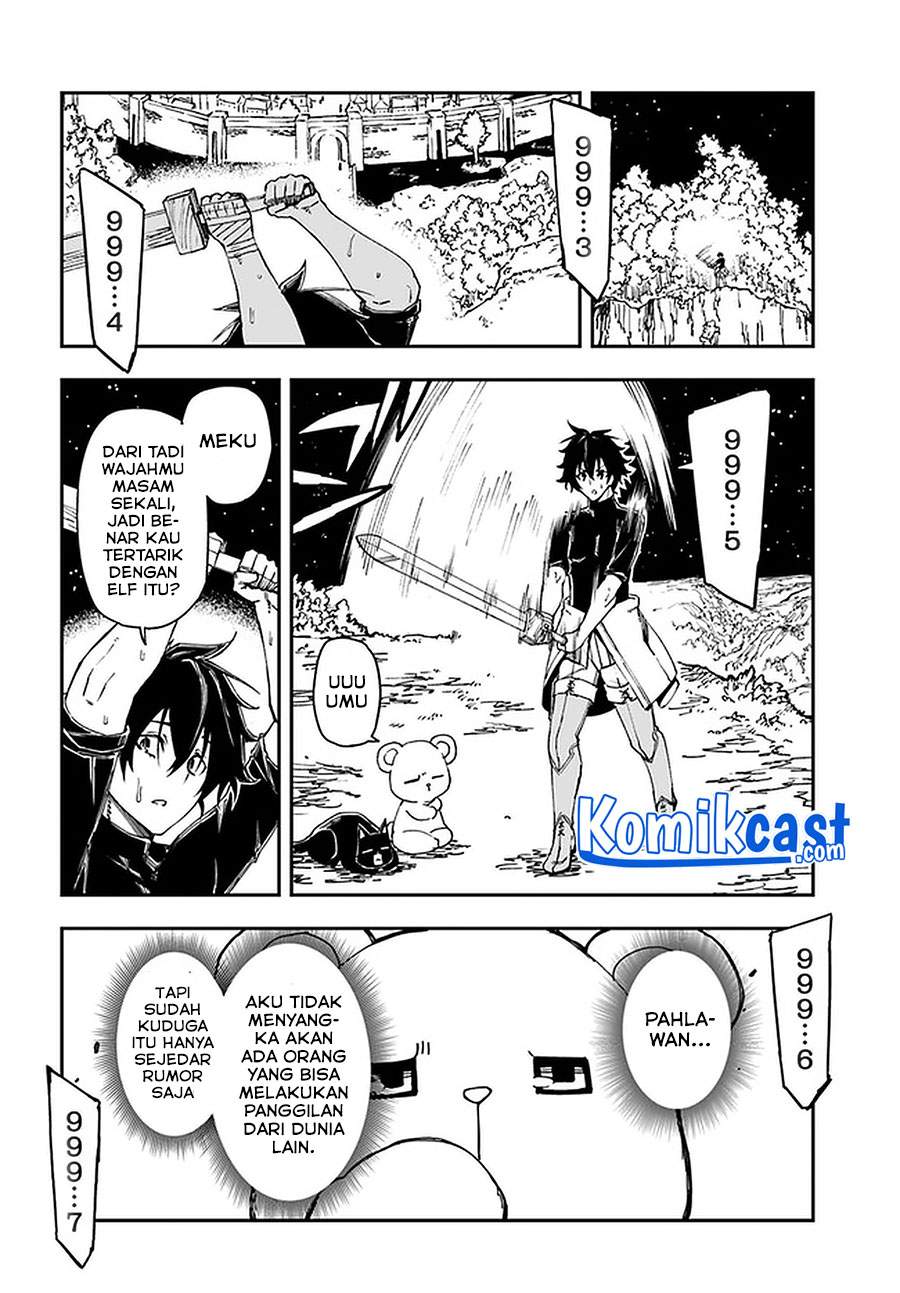 999...3
999...4
999...5
UUU
UMU
MEKU
DARI TADI
WAJAHMU
MASAM
SEKALI,
JADI BE-
NAR KAU
TERTARIK
DENGAN
ELF ITU?
999...6
PAHLA-
WAN...
AKU TIDAK
MENYANG-
KA AKAN
ADA ORANG
YANG BISA
MELAKUKAN
PANGGILAN
DARI DUNIA
LAIN.
TAPI
SUDAH
KUDUGA
ITU HANYA
SEJEDAR
RUMOR
SAJA
999...7
Komikcast
.com